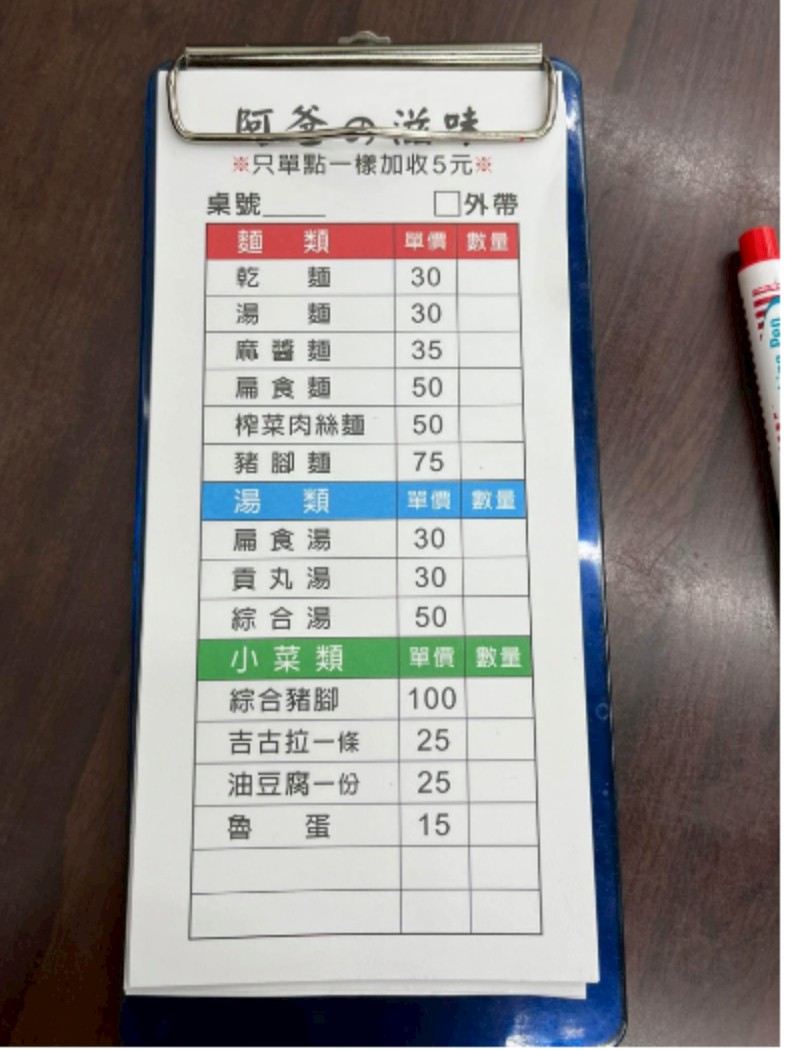 阿爹の滋味
※只單點一樣加收5元※
桌號____ □外帶
麵 類 單價 數量
乾 麵 30
湯 麵 30
麻醬麵 35
扁食麵 50
榨菜肉絲麵 50
豬腳麵 75
湯 類 單價 數量
扁食湯 30
貢丸湯 30
綜合湯 50
小菜類 單價 數量
綜合豬腳 100
吉古拉一條 25
油豆腐一份 25
魯 蛋 15